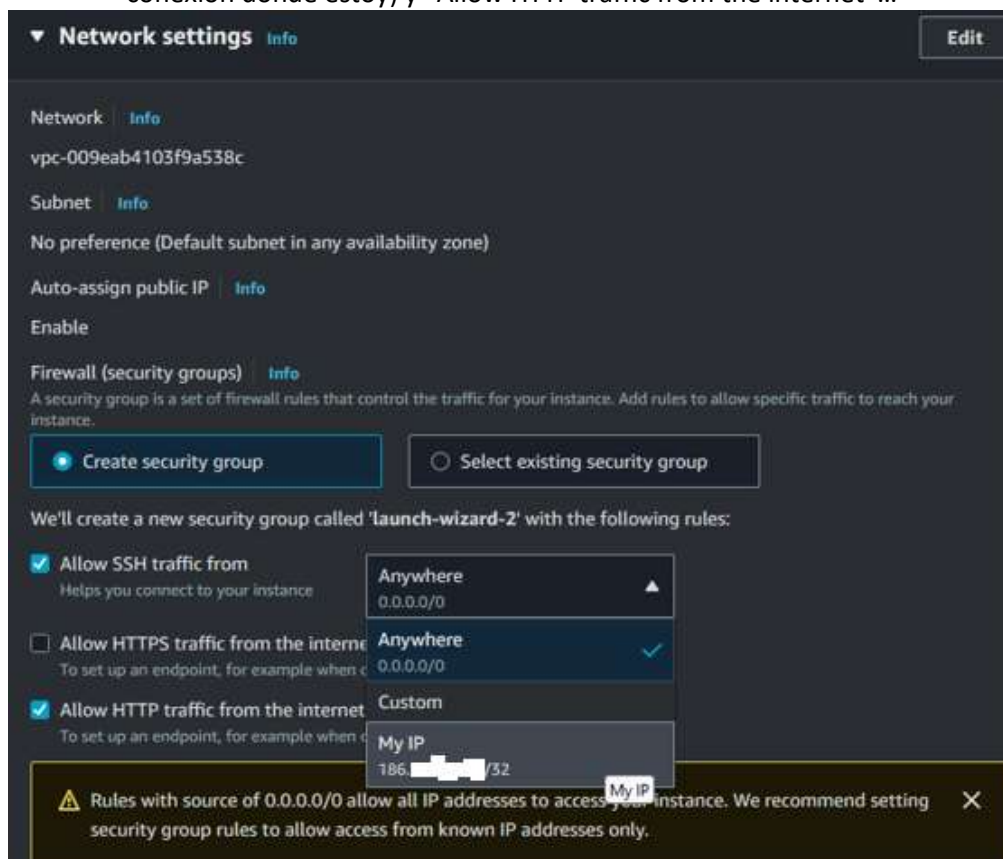 conexión donde estoy) y "Allow HTTP traffic from the internet"...
Network settings Info
Edit
Network Info
vpc-009eab4103f9a538c
Subnet Info
No preference (Default subnet in any availability zone)
Auto-assign public IP Info
Enable
Firewall (security groups) Info
A security group is a set of firewall rules that control the traffic for your instance. Add rules to allow specific traffic to reach your
instance.
Create security group
Select existing security group
We'll create a new security group called 'launch-wizard-2' with the following rules:
Allow SSH traffic from
Helps you connect to your instance
Anywhere
0.0.0.0/0
Allow HTTPS traffic from the interne
To set up an endpoint, for example when c
Anywhere
0.0.0.0/0
Custom
Allow HTTP traffic from the internet
To set up an endpoint, for example when c
My IP
186. /32
My IP
Rules with source of 0.0.0.0/0 allow all IP addresses to access your instance. We recommend setting
security group rules to allow access from known IP addresses only.